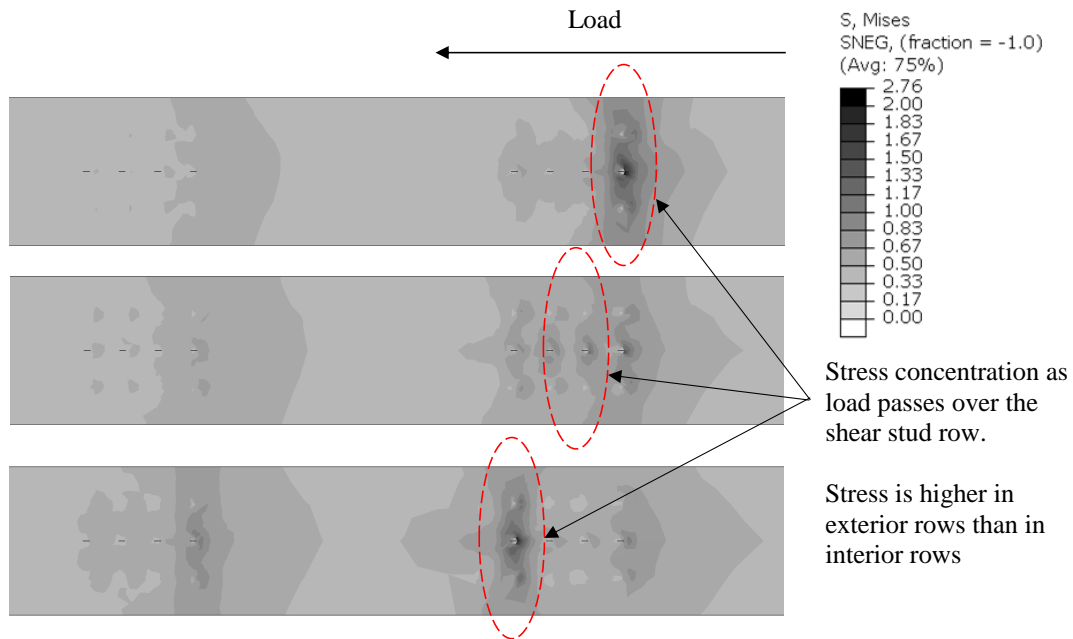 Load
S, Mises
SNEG, (fraction = -1.0)
(Avg: 75%)
2.76
2.00
1.83
1.67
1.50
1.33
1.17
1.00
0.83
0.67
0.50
0.33
0.17
0.00
Stress concentration as
load passes over the
shear stud row.
Stress is higher in
exterior rows than in
interior rows